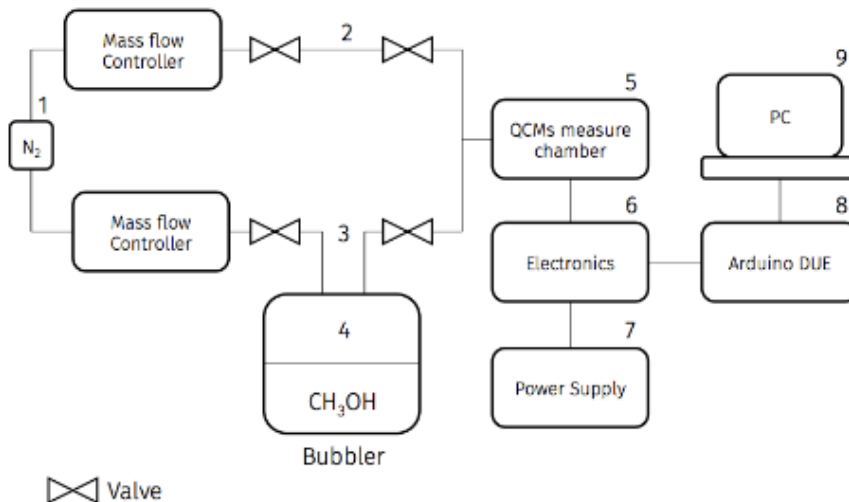 Mass flow
Controller
2
9
1
5
PC
N₂
QCMs measure
chamber
Mass flow
Controller
3
6
8
Electronics
Arduino DUE
4
7
CH₃OH
Power Supply
Bubbler
Valve